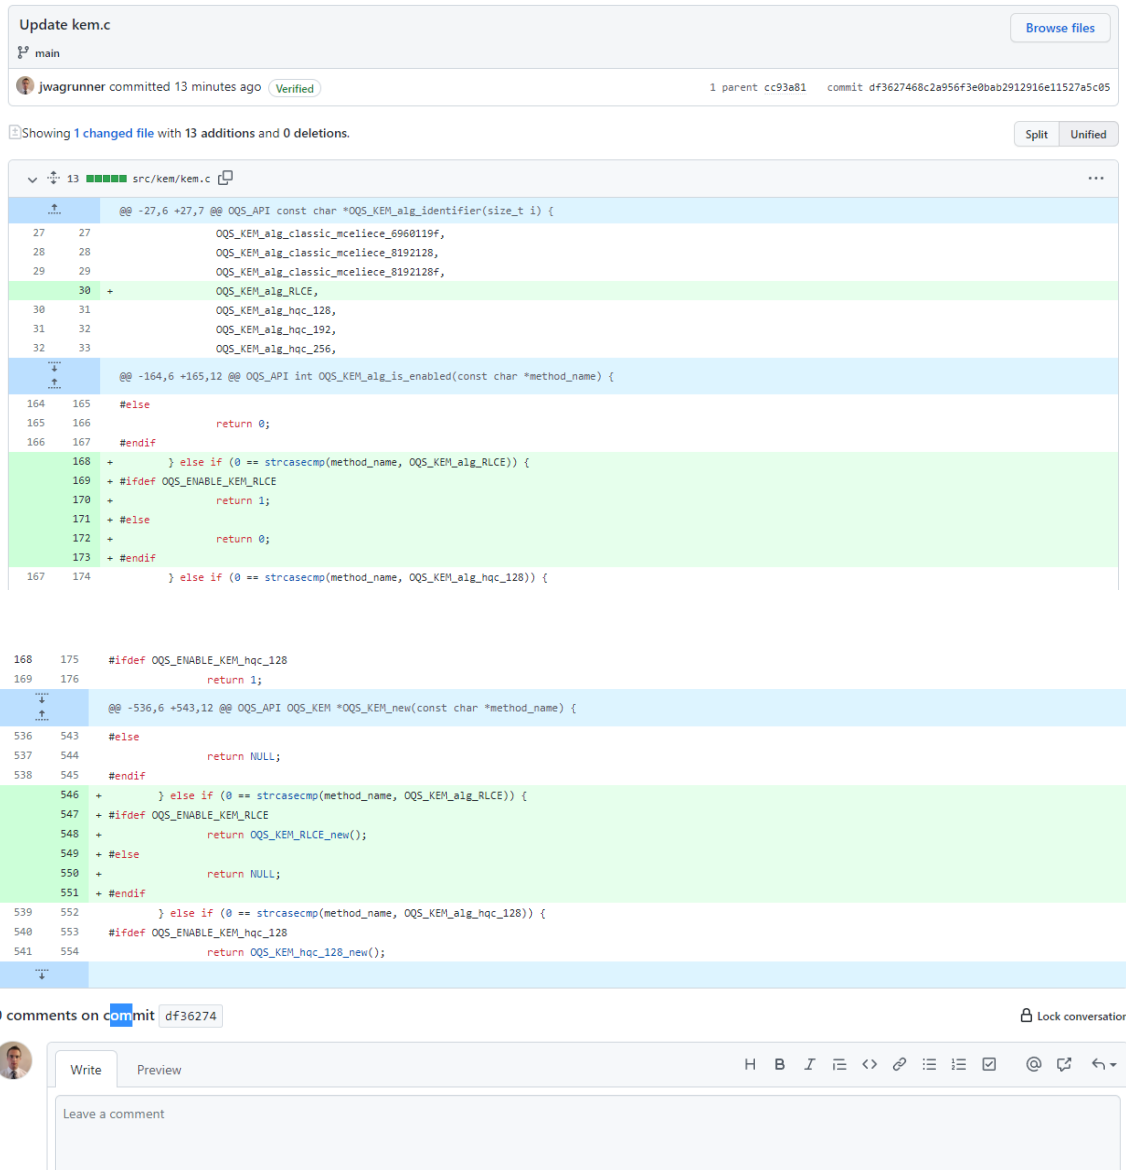 Update kem.c
Browse files
main
jwagrunner committed 13 minutes ago Verified
1 parent cc93a81 commit df3627468c2a956f3e0bab2912916e11527a5c05
Showing 1 changed file with 13 additions and 0 deletions.
Split Unified
13 src/kem/kem.c
@@ -27,6 +27,7 @@ OQS_API const char *OQS_KEM_alg_identifier(size_t i) {
27 27 OQS_KEM_alg_classic_mceliece_6960119f,
28 28 OQS_KEM_alg_classic_mceliece_8192128,
29 29 OQS_KEM_alg_classic_mceliece_8192128f,
30 + OQS_KEM_alg_RLCE,
30 31 OQS_KEM_alg_hqc_128,
31 32 OQS_KEM_alg_hqc_192,
32 33 OQS_KEM_alg_hqc_256,
@@ -164,6 +165,12 @@ OQS_API int OQS_KEM_alg_is_enabled(const char *method_name) {
164 165 #else
165 166 return 0;
166 167 #endif
168 + } else if (0 == strcasecmp(method_name, OQS_KEM_alg_RLCE)) {
169 + #ifdef OQS_ENABLE_KEM_RLCE
170 + return 1;
171 + #else
172 + return 0;
173 + #endif
167 174 } else if (0 == strcasecmp(method_name, OQS_KEM_alg_hqc_128)) {
168 175 #ifdef OQS_ENABLE_KEM_hqc_128
169 176 return 1;
@@ -536,6 +543,12 @@ OQS_API OQS_KEM *OQS_KEM_new(const char *method_name) {
536 543 #else
537 544 return NULL;
538 545 #endif
546 + } else if (0 == strcasecmp(method_name, OQS_KEM_alg_RLCE)) {
547 + #ifdef OQS_ENABLE_KEM_RLCE
548 + return OQS_KEM_RLCE_new();
549 + #else
550 + return NULL;
551 + #endif
539 552 } else if (0 == strcasecmp(method_name, OQS_KEM_alg_hqc_128)) {
540 553 #ifdef OQS_ENABLE_KEM_hqc_128
541 554 return OQS_KEM_hqc_128_new();
comments on commit df36274
Lock conversation
Write Preview
Leave a comment